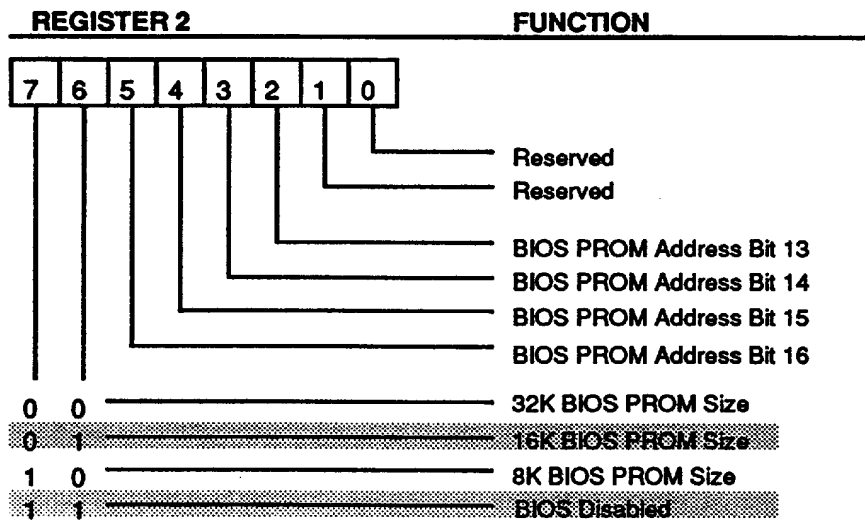 REGISTER 2 FUNCTION
7 6 5 4 3 2 1 0
Reserved
Reserved
BIOS PROM Address Bit 13
BIOS PROM Address Bit 14
BIOS PROM Address Bit 15
BIOS PROM Address Bit 16
0 0 32K BIOS PROM Size
0 1 16K BIOS PROM Size
1 0 8K BIOS PROM Size
1 1 BIOS Disabled